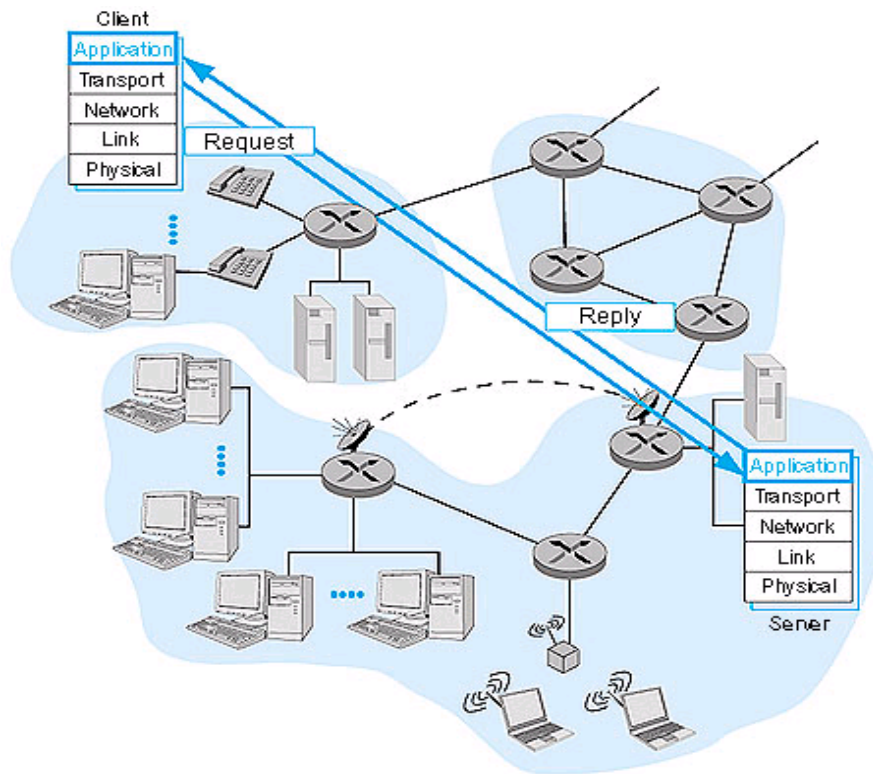 Client
Application
Transport
Network
Link
Physical
Request
Reply
Application
Transport
Network
Link
Physical
Server